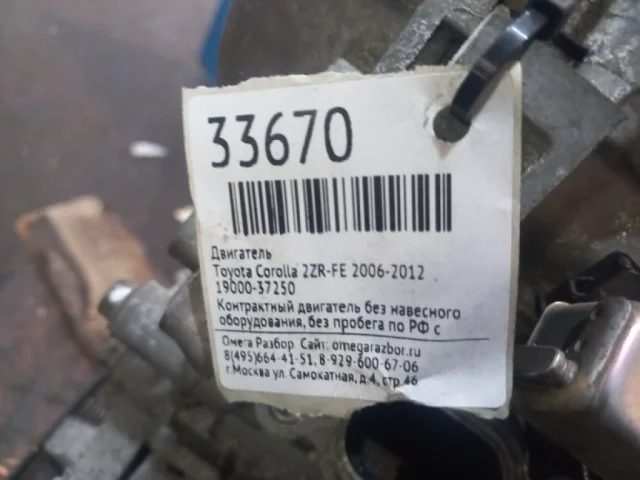 33670
Двигатель
Toyota Corolla 2ZR-FE 2006-2012
19000-37250
Контрактный двигатель без навесного
оборудования, без пробега по РФ с
Омега Разбор Сайт: omegarazbor.ru
8(495)664-41-51, 8-929-600-67-06
г.Москва ул. Самокатная, д.4, стр.46